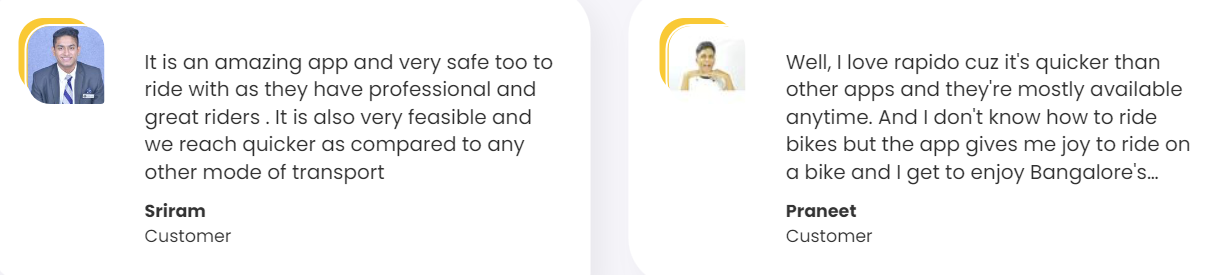 It is an amazing app and very safe too to
ride with as they have professional and
great riders . It is also very feasible and
we reach quicker as compared to any
other mode of transport
Sriram
Customer
Well, I love rapido cuz it's quicker than
other apps and they're mostly available
anytime. And I don't know how to ride
bikes but the app gives me joy to ride on
a bike and I get to enjoy Bangalore's...
Praneet
Customer